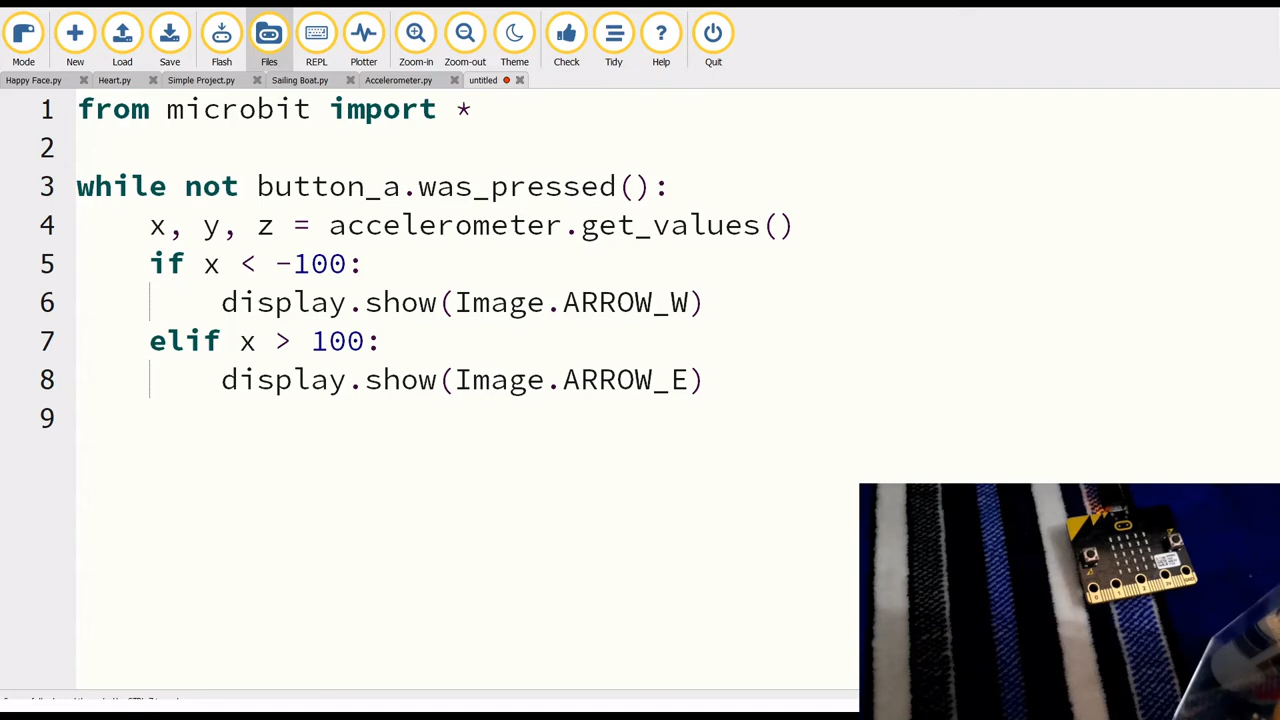 Mode New Load Save Flash Files REPL Plotter Zoom-in Zoom-out Theme Check Tidy Help Quit
Happy Face.py Heart.py Simple Project.py Sailing Boat.py Accelerometer.py untitled
1 from microbit import *
2
3 while not button_a.was_pressed():
4 x, y, z = accelerometer.get_values()
5 if x < -100:
6 display.show(Image.ARROW_W)
7 elif x > 100:
8 display.show(Image.ARROW_E)
9